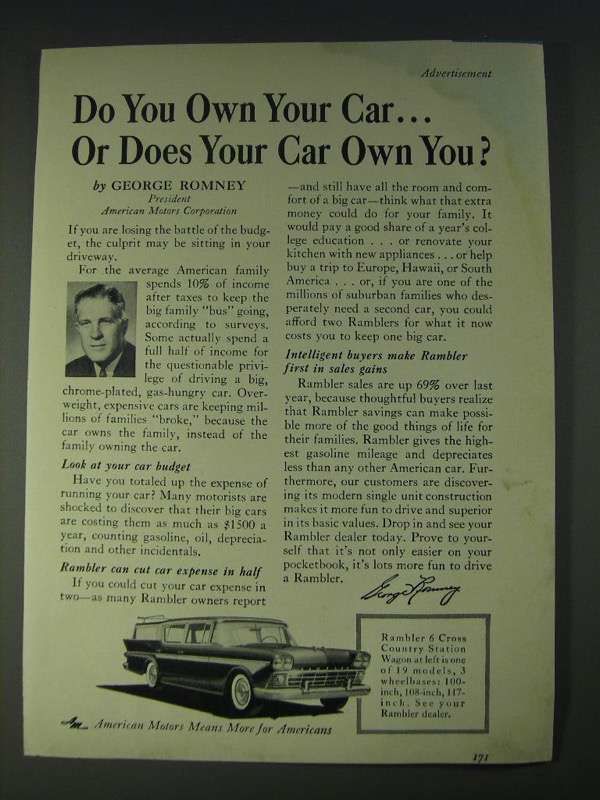 Advertisement
Do You Own Your Car...
Or Does Your Car Own You?
by GEORGE ROMNEY
President
American Motors Corporation
If you are losing the battle of the budg-
et, the culprit may be sitting in your
driveway.
For the average American family
spends 10% of income
after taxes to keep the
big family "bus" going,
according to surveys.
Some actually spend a
full half of income for
the questionable privi-
lege of driving a big,
chrome-plated, gas-hungry car. Over-
weight, expensive cars are keeping mil-
lions of families "broke," because the
car owns the family, instead of the
family owning the car.
Look at your car budget
Have you totaled up the expense of
running your car? Many motorists are
shocked to discover that their big cars
are costing them as much as $1500 a
year, counting gasoline, oil, deprecia-
tion and other incidentals.
Rambler can cut car expense in half
If you could cut your car expense in
two—as many Rambler owners report
—and still have all the room and com-
fort of a big car—think what that extra
money could do for your family. It
would pay a good share of a year's col-
lege education . . . or renovate your
kitchen with new appliances . . . or help
buy a trip to Europe, Hawaii, or South
America . . . or, if you are one of the
millions of suburban families who des-
perately need a second car, you could
afford two Ramblers for what it now
costs you to keep one big car.
Intelligent buyers make Rambler
first in sales gains
Rambler sales are up 69% over last
year, because thoughtful buyers realize
that Rambler savings can make possi-
ble more of the good things of life for
their families. Rambler gives the high-
est gasoline mileage and depreciates
less than any other American car. Fur-
thermore, our customers are discover-
ing its modern single unit construction
makes it more fun to drive and superior
in its basic values. Drop in and see your
Rambler dealer today. Prove to your-
self that it's not only easier on your
pocketbook, it's lots more fun to drive
a Rambler.
George Romney
Rambler 6 Cross
Country Station
Wagon at left is one
of 19 models, 3
wheelbases: 100-
inch, 108-inch, 117-
inch. See your
Rambler dealer.
AM American Motors Means More for Americans
171